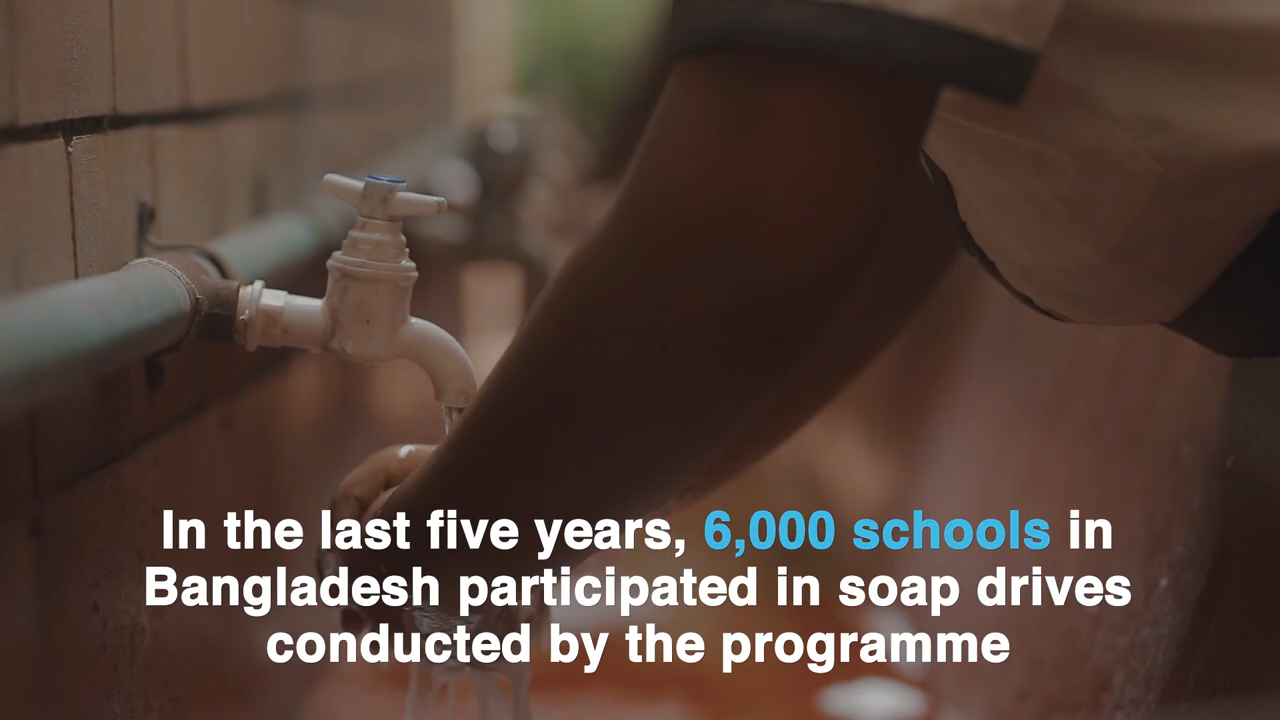 In the last five years, 6,000 schools in
Bangladesh participated in soap drives
conducted by the programme